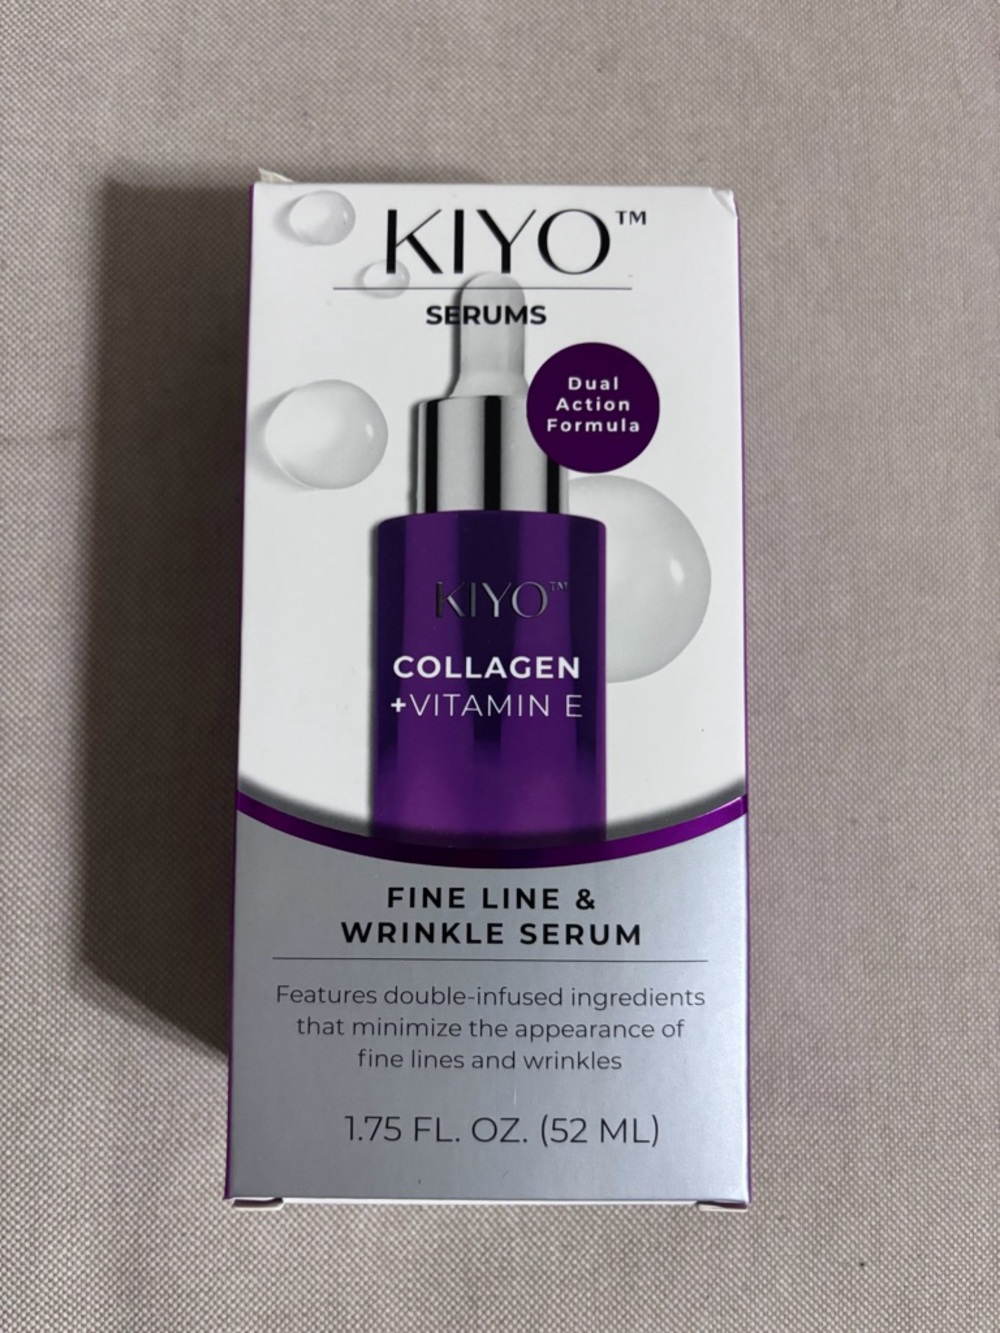 KIYO™
SERUMS
Dual
Action
Formula
KIYO™
COLLAGEN
+VITAMIN E
FINE LINE &
WRINKLE SERUM
Features double-infused ingredients
that minimize the appearance of
fine lines and wrinkles
1.75 FL. OZ. (52 ML)